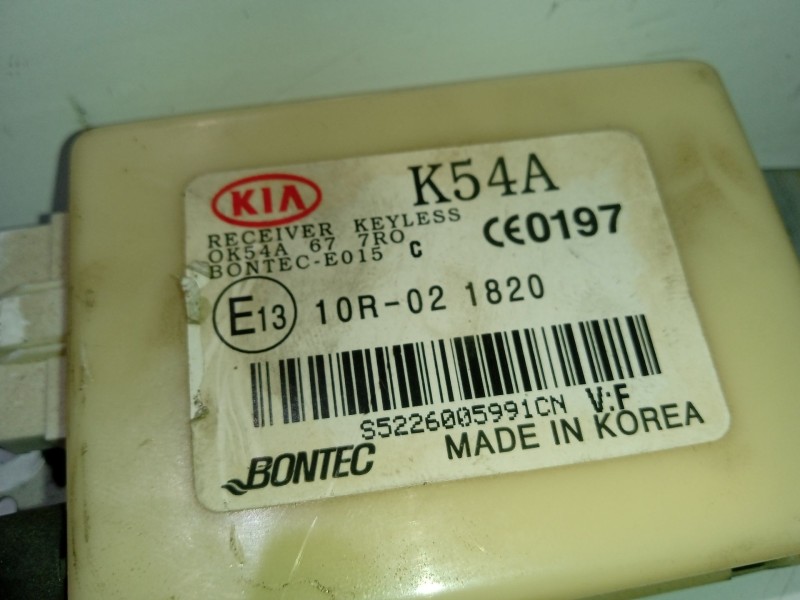 KIA K54A
RECEIVER KEYLESS
OK54A 67 7RO C
BONTEC-E015
CE0197
E13 10R-02 1820
S5226005991CN V:F
BONTEC MADE IN KOREA